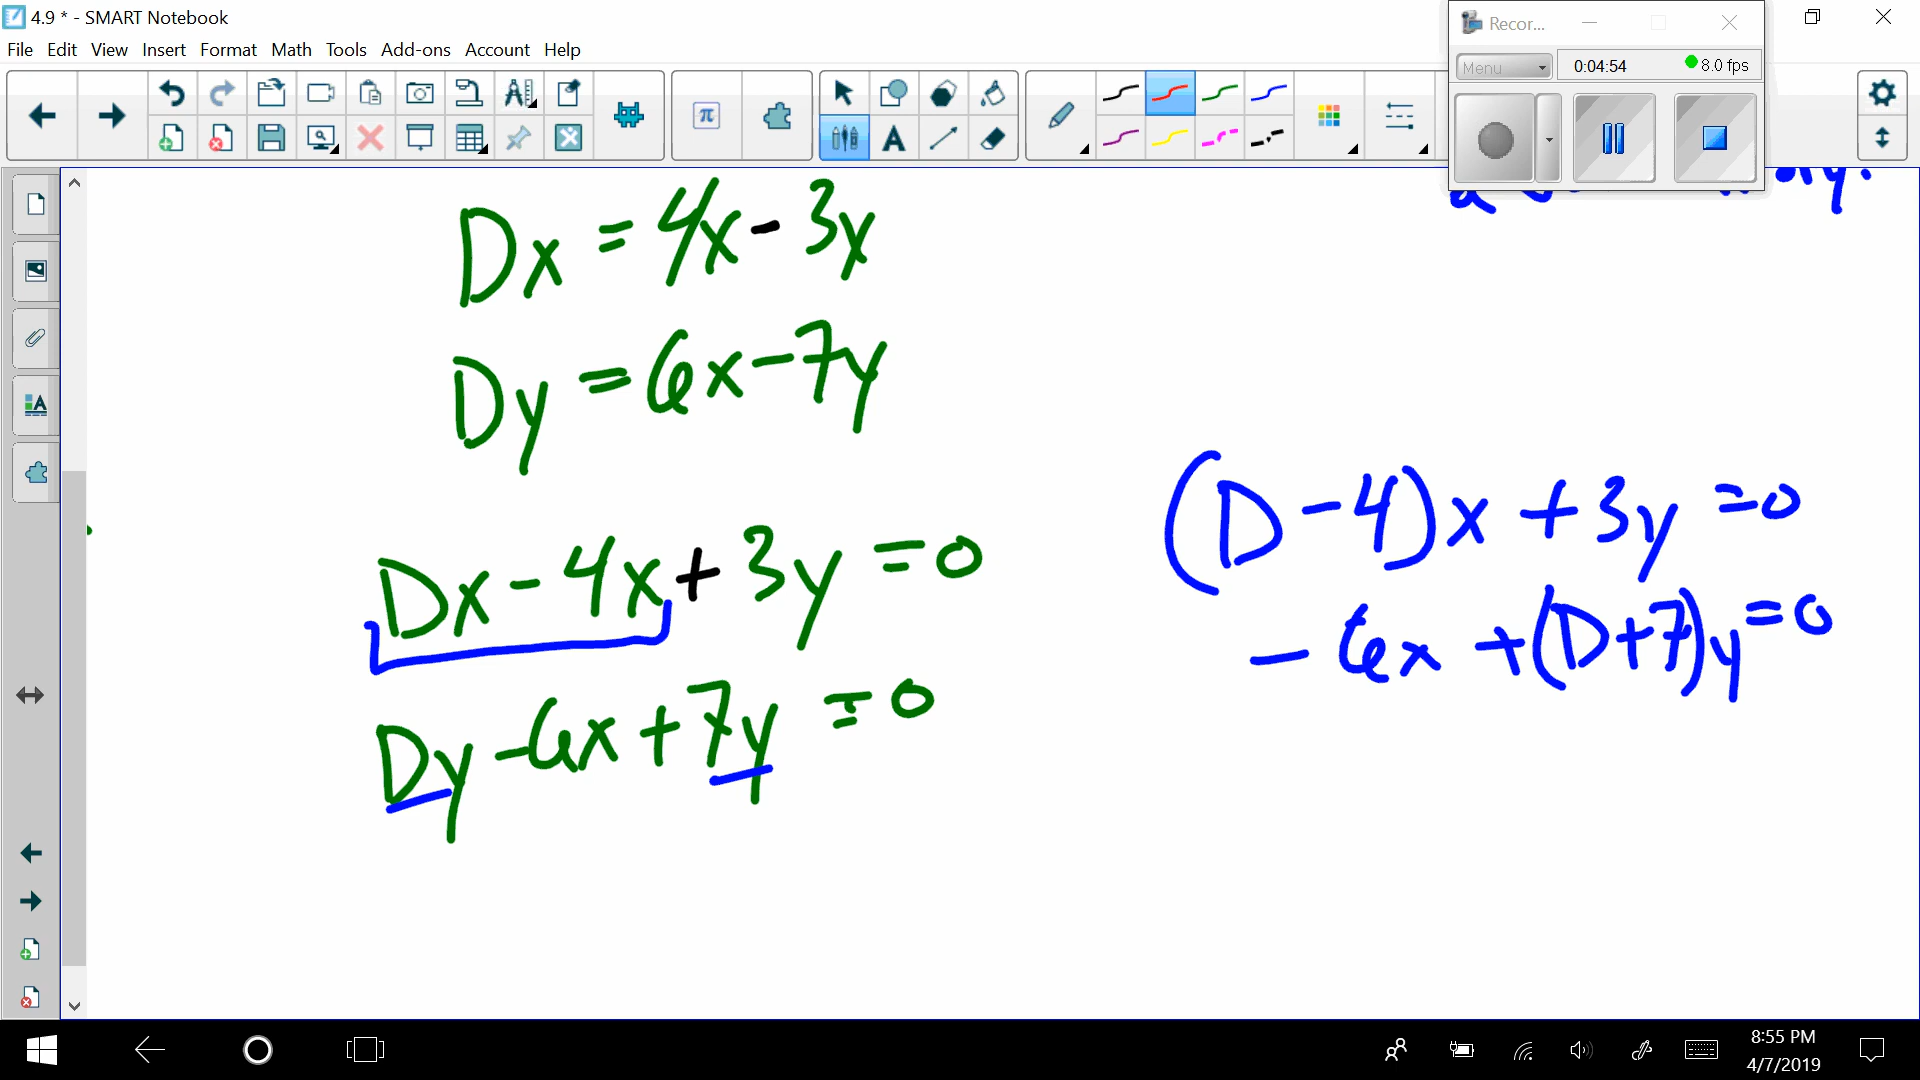 4.9 * - SMART Notebook
File Edit View Insert Format Math Tools Add-ons Account Help
Recor...
Menu 0:04:54 8.0 fps
Dx = 4x - 3y
Dy = 6x - 7y
(D - 4)x + 3y = 0
Dx - 4x + 3y = 0
- 6x + (D + 7)y = 0
Dy - 6x + 7y = 0
8:55 PM
4/7/2019